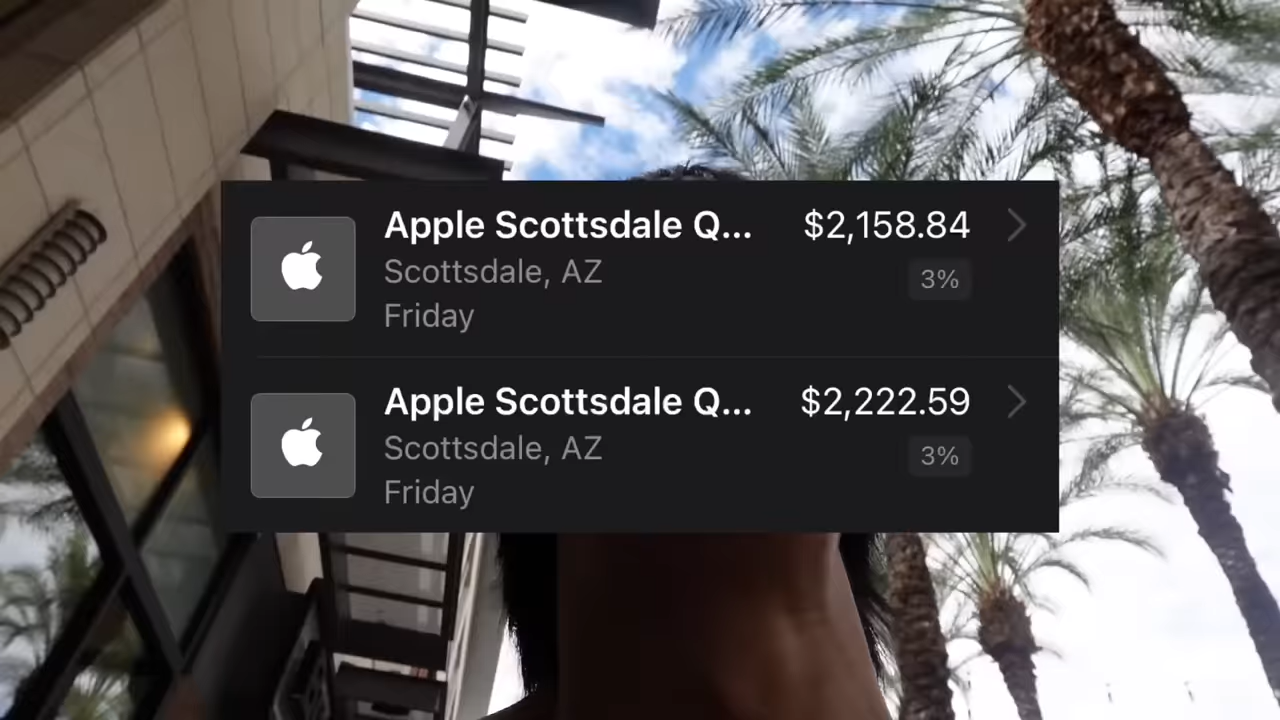 Apple Scottsdale Q... $2,158.84
Scottsdale, AZ 3%
Friday
Apple Scottsdale Q... $2,222.59
Scottsdale, AZ 3%
Friday